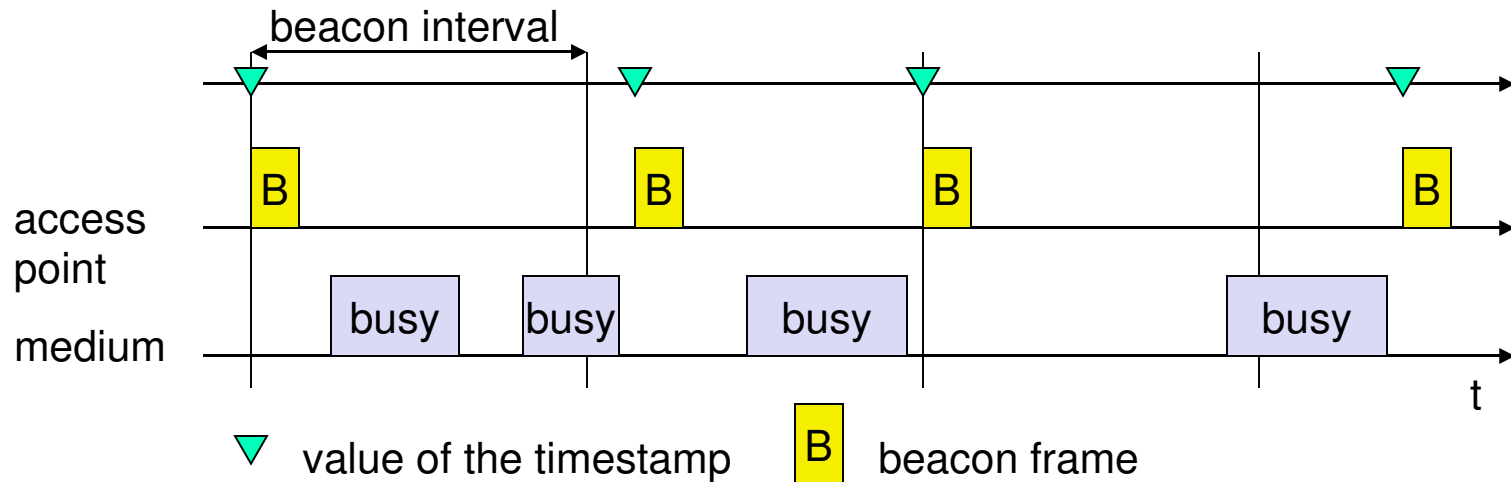 beacon interval
B B B B
access
point
busy busy busy busy
medium
t
value of the timestamp B beacon frame